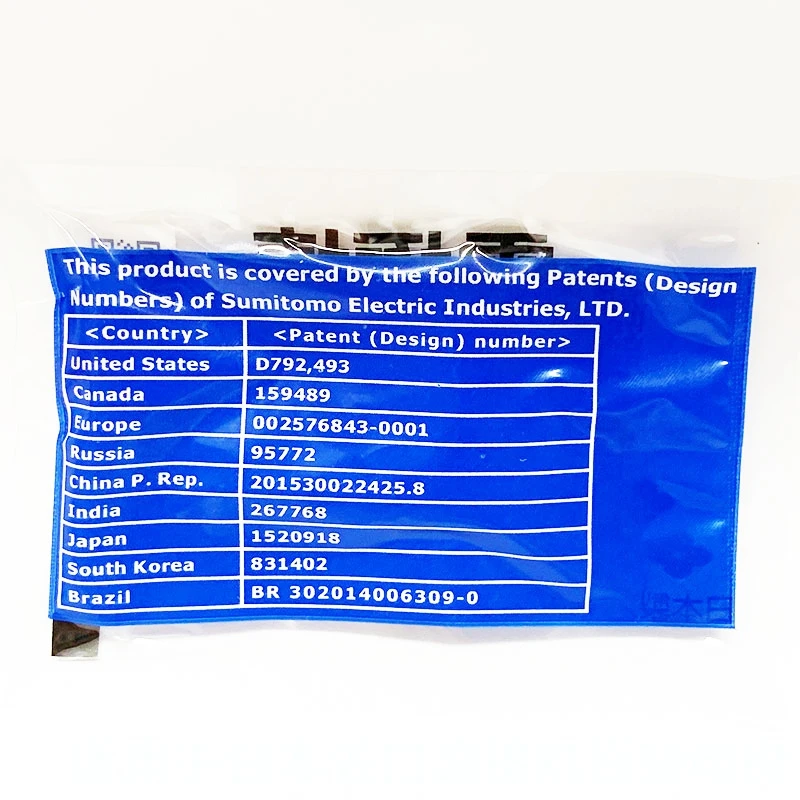 This product is covered by the following Patents (Design
Numbers) of Sumitomo Electric Industries, LTD.
<Country> <Patent (Design) number>
United States D792,493
Canada 159489
Europe 002576843-0001
Russia 95772
China P. Rep. 201530022425.8
India 267768
Japan 1520918
South Korea 831402
Brazil BR 302014006309-0